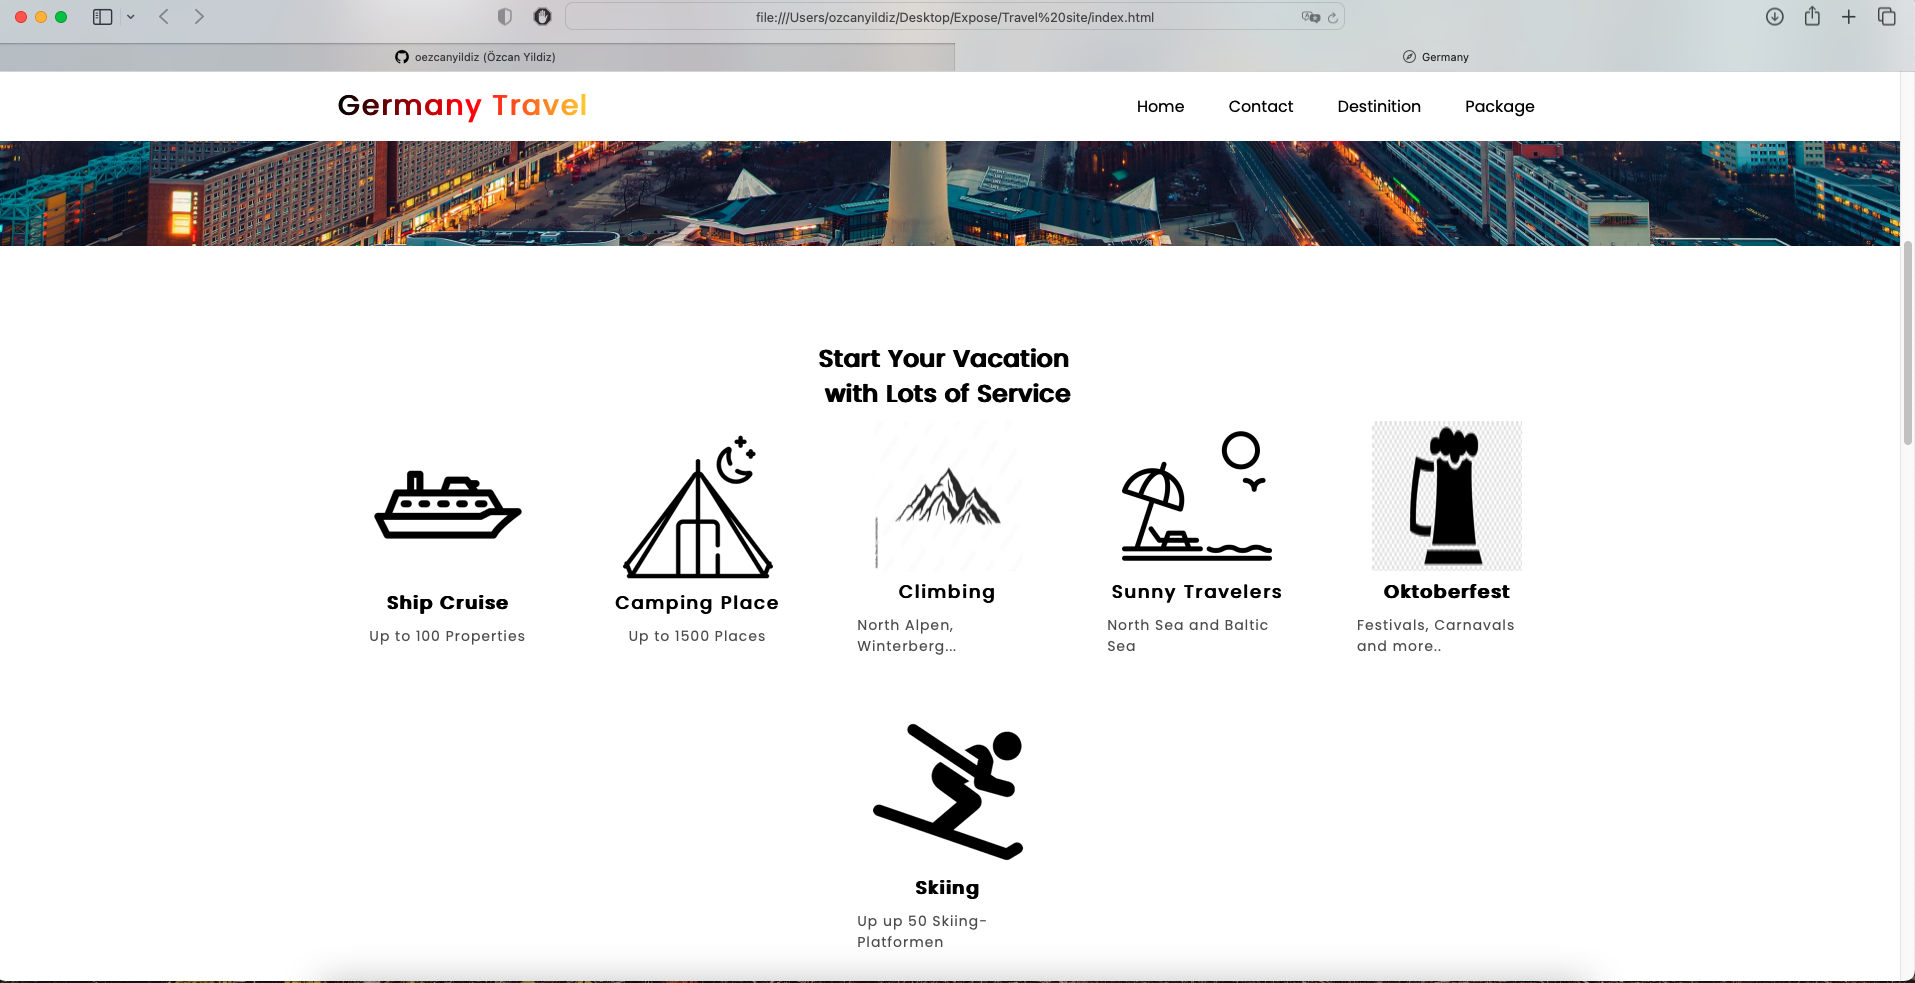 file:///Users/ozcanyildiz/Desktop/Expose/Travel%20site/index.html
oezcanyildiz (Özcan Yildiz)
Germany
Germany Travel
Home Contact Destinition Package
Start Your Vacation
with Lots of Service
Ship Cruise
Up to 100 Properties
Camping Place
Up to 1500 Places
Climbing
North Alpen,
Winterberg...
Sunny Travelers
North Sea and Baltic
Sea
Oktoberfest
Festivals, Carnavals
and more..
Skiing
Up up 50 Skiing-
Platformen